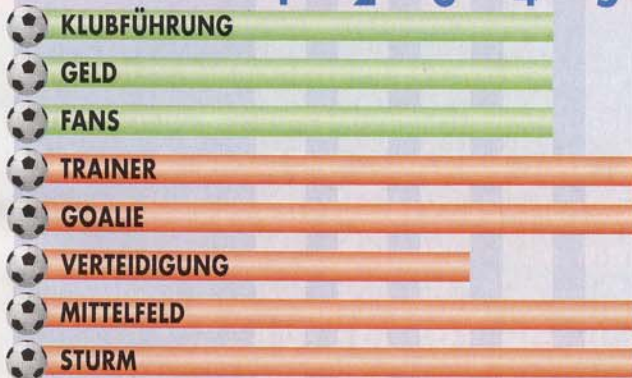 KLUBFÜHRUNG
GELD
FANS
TRAINER
GOALIE
VERTEIDIGUNG
MITTELFELD
STURM